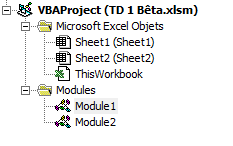 VBAProject (TD 1 Bêta.xlsm)
Microsoft Excel Objets
Sheet1 (Sheet1)
Sheet2 (Sheet2)
ThisWorkbook
Modules
Module1
Module2